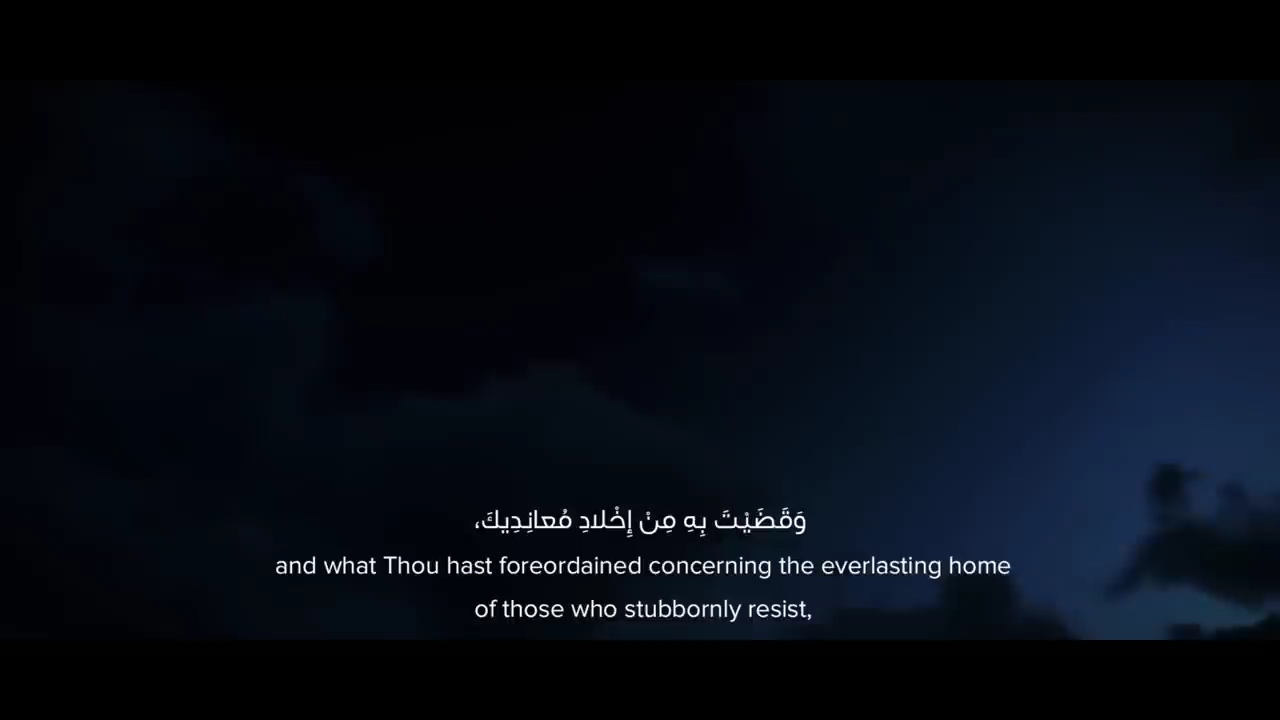 وَقَضَيْتَ بِهِ مِنْ إِخْلادِ مُعانِدِيكَ،
and what Thou hast foreordained concerning the everlasting home
of those who stubbornly resist,